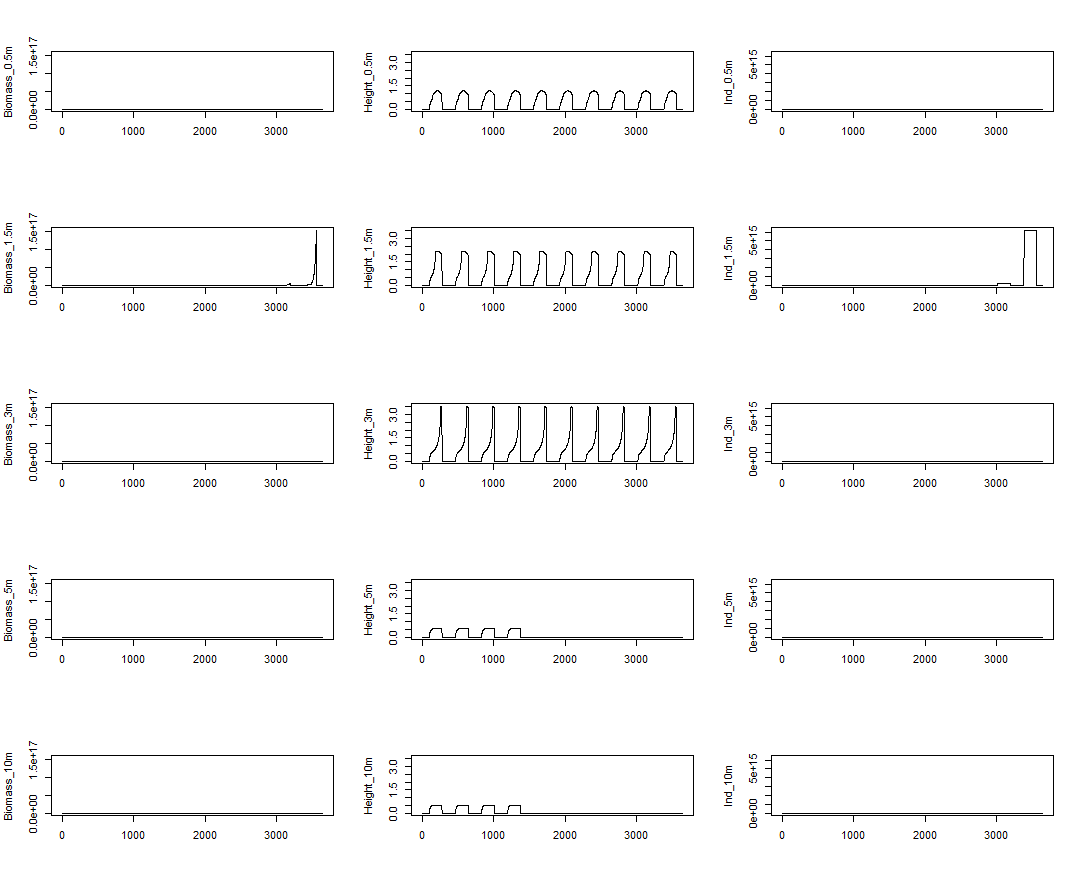 Biomass_0.5m 0.0e+00 1.5e+17 0 1000 2000 3000
Height_0.5m 0.0 1.5 3.0 0 1000 2000 3000
Ind_0.5m 0e+00 5e+15 0 1000 2000 3000
Biomass_1.5m 0.0e+00 1.5e+17 0 1000 2000 3000
Height_1.5m 0.0 1.5 3.0 0 1000 2000 3000
Ind_1.5m 0e+00 5e+15 0 1000 2000 3000
Biomass_3m 0.0e+00 1.5e+17 0 1000 2000 3000
Height_3m 0.0 1.5 3.0 0 1000 2000 3000
Ind_3m 0e+00 5e+15 0 1000 2000 3000
Biomass_5m 0.0e+00 1.5e+17 0 1000 2000 3000
Height_5m 0.0 1.5 3.0 0 1000 2000 3000
Ind_5m 0e+00 5e+15 0 1000 2000 3000
Biomass_10m 0.0e+00 1.5e+17 0 1000 2000 3000
Height_10m 0.0 1.5 3.0 0 1000 2000 3000
Ind_10m 0e+00 5e+15 0 1000 2000 3000